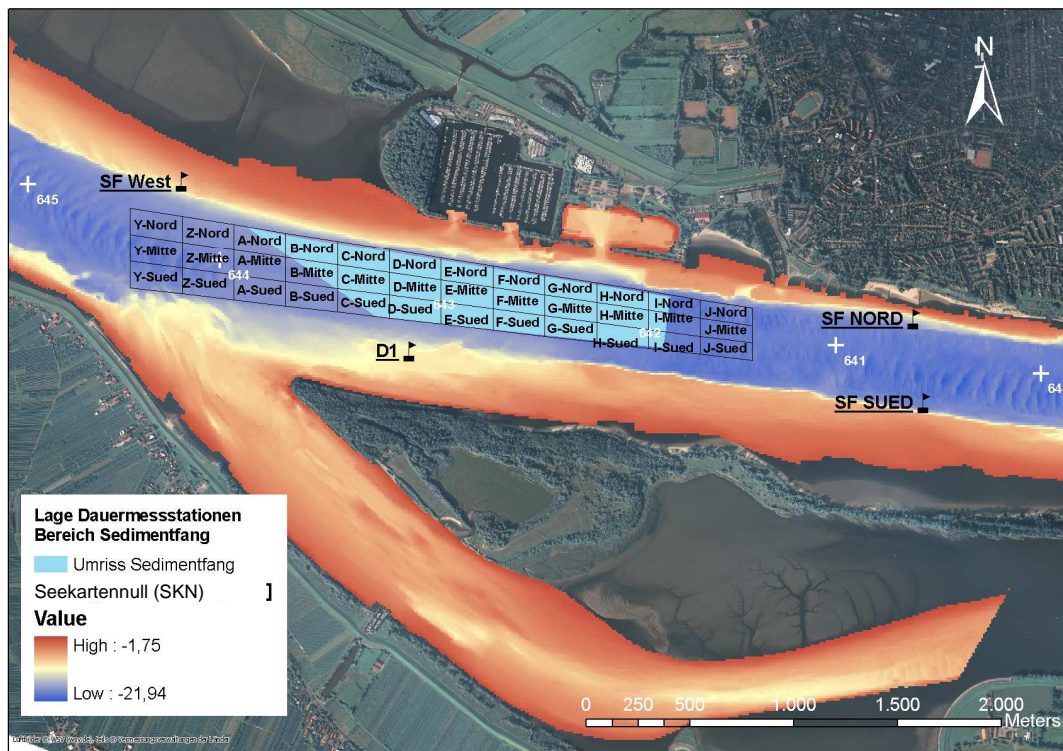 N
SF West
645
Y-Nord Z-Nord A-Nord B-Nord C-Nord D-Nord E-Nord F-Nord G-Nord H-Nord I-Nord J-Nord
Y-Mitte Z-Mitte A-Mitte B-Mitte C-Mitte D-Mitte E-Mitte F-Mitte G-Mitte H-Mitte I-Mitte J-Mitte
Y-Sued Z-Sued A-Sued B-Sued C-Sued D-Sued E-Sued F-Sued G-Sued H-Sued I-Sued J-Sued
644
643
642
SF NORD
641
64
D1
SF SUED
Lage Dauermessstationen
Bereich Sedimentfang
Umriss Sedimentfang
Seekartennull (SKN) ]
Value
High : -1,75
Low : -21,94
0 250 500 1.000 1.500 2.000
Meters